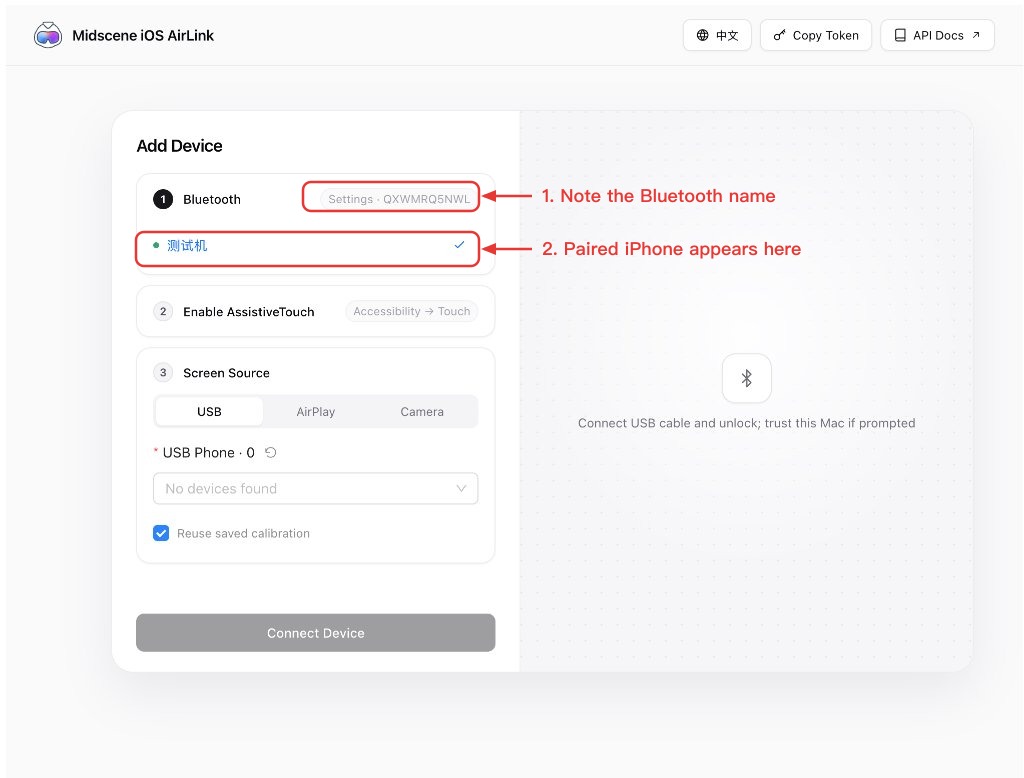 Midscene iOS AirLink
中文
Copy Token
API Docs
Add Device
1 Bluetooth
Settings · QXWMRQ5NWL
1. Note the Bluetooth name
测试机
2. Paired iPhone appears here
2 Enable AssistiveTouch
Accessibility → Touch
3 Screen Source
USB
AirPlay
Camera
* USB Phone · 0
No devices found
Reuse saved calibration
Connect Device
Connect USB cable and unlock; trust this Mac if prompted